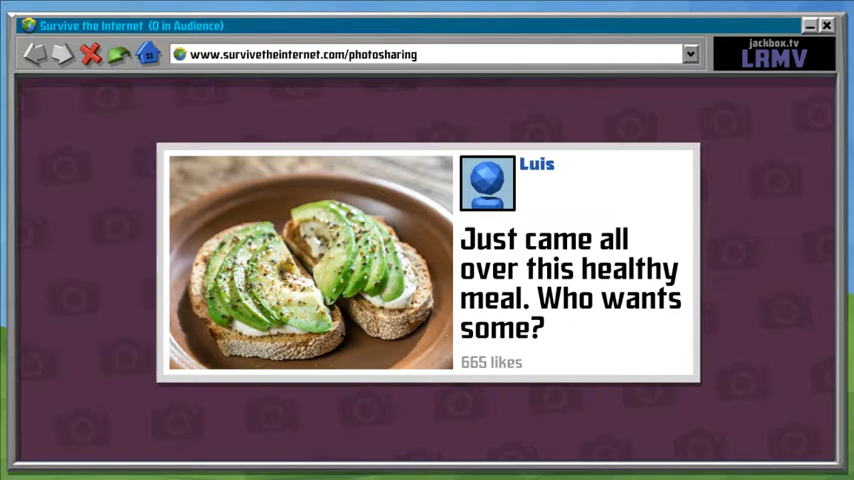 Survive the Internet (0 in Audience)
www.survivetheinternet.com/photosharing
jackbox.tv
LRMV
Luis
Just came all
over this healthy
meal. Who wants
some?
665 likes